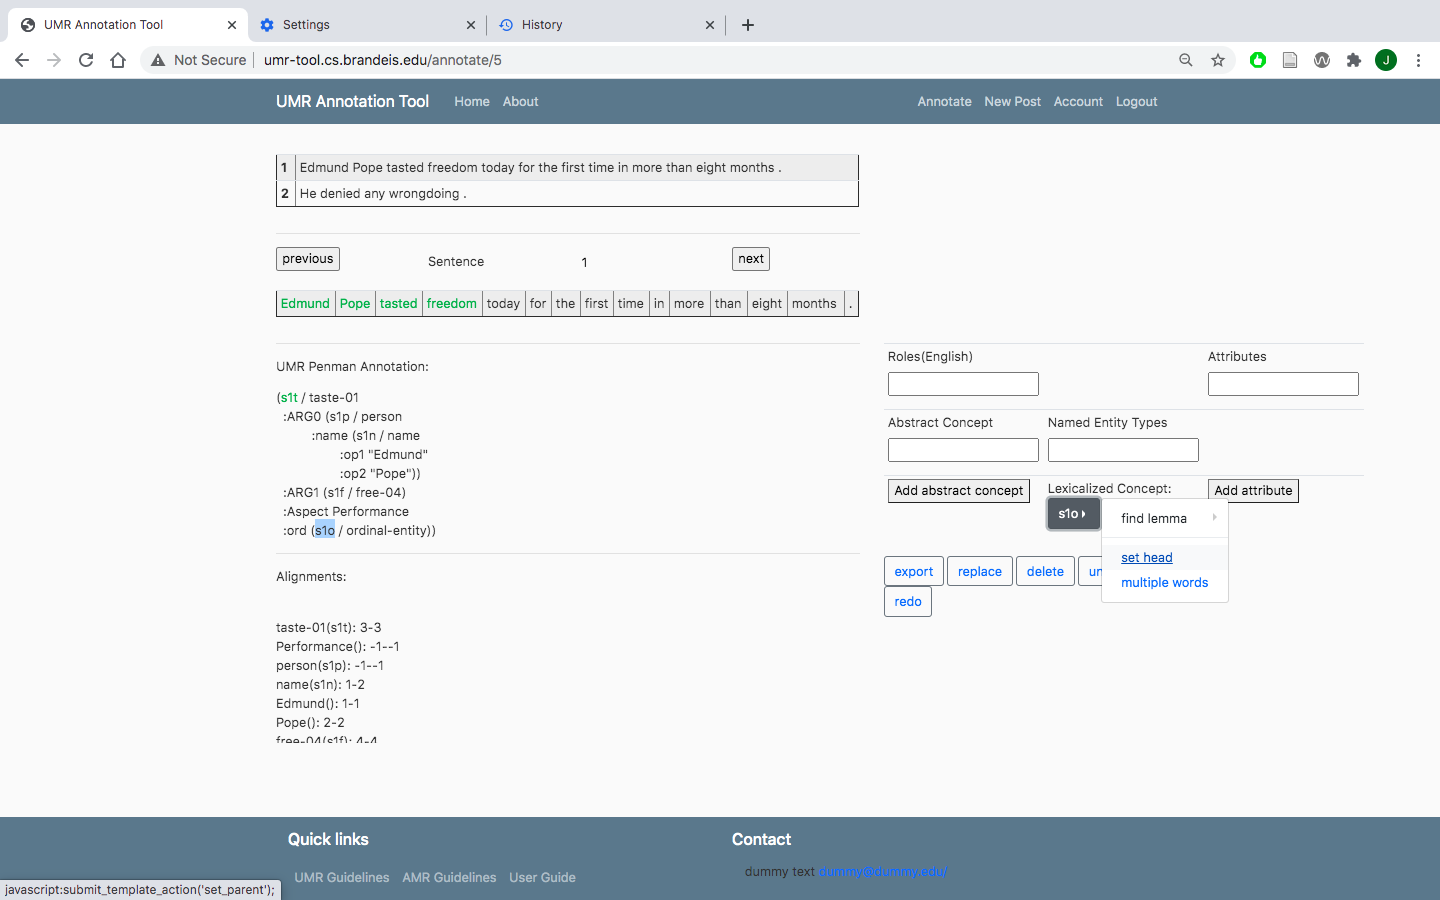 UMR Annotation Tool
Settings
History
Not Secure
umr-tool.cs.brandeis.edu/annotate/5
J
UMR Annotation Tool Home About Annotate New Post Account Logout
1 Edmund Pope tasted freedom today for the first time in more than eight months .
2 He denied any wrongdoing .
previous Sentence 1 next
Edmund Pope tasted freedom today for the first time in more than eight months .
UMR Penman Annotation:
(s1t / taste-01
:ARG0 (s1p / person
:name (s1n / name
:op1 "Edmund"
:op2 "Pope"))
:ARG1 (s1f / free-04)
:Aspect Performance
:ord (s1o / ordinal-entity))
Alignments:
taste-01(s1t): 3-3
Performance(): -1--1
person(s1p): -1--1
name(s1n): 1-2
Edmund(): 1-1
Pope(): 2-2
free-04(s1f): 4-4
Roles(English) Attributes
Abstract Concept Named Entity Types
Add abstract concept Lexicalized Concept: Add attribute
s1o
find lemma
set head
multiple words
export replace delete un
redo
Quick links
UMR Guidelines AMR Guidelines User Guide
Contact
dummy text dummy@dummy.edu/
javascript:submit_template_action('set_parent');